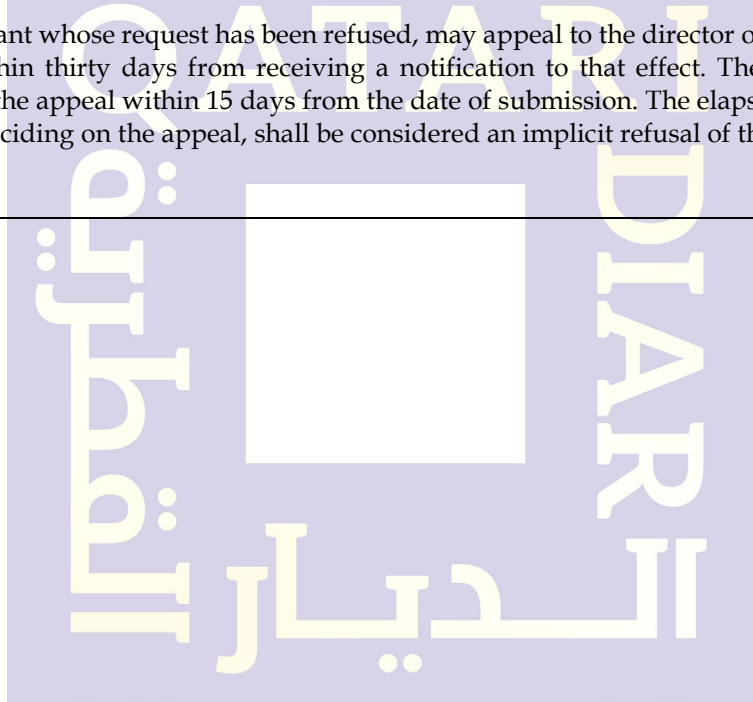 QATARI
ant whose request has been refused, may appeal to the director o
hin thirty days from receiving a notification to that effect. The
the appeal within 15 days from the date of submission. The elaps
ciding on the appeal, shall be considered an implicit refusal of th
DIAR
القطرية
الديار